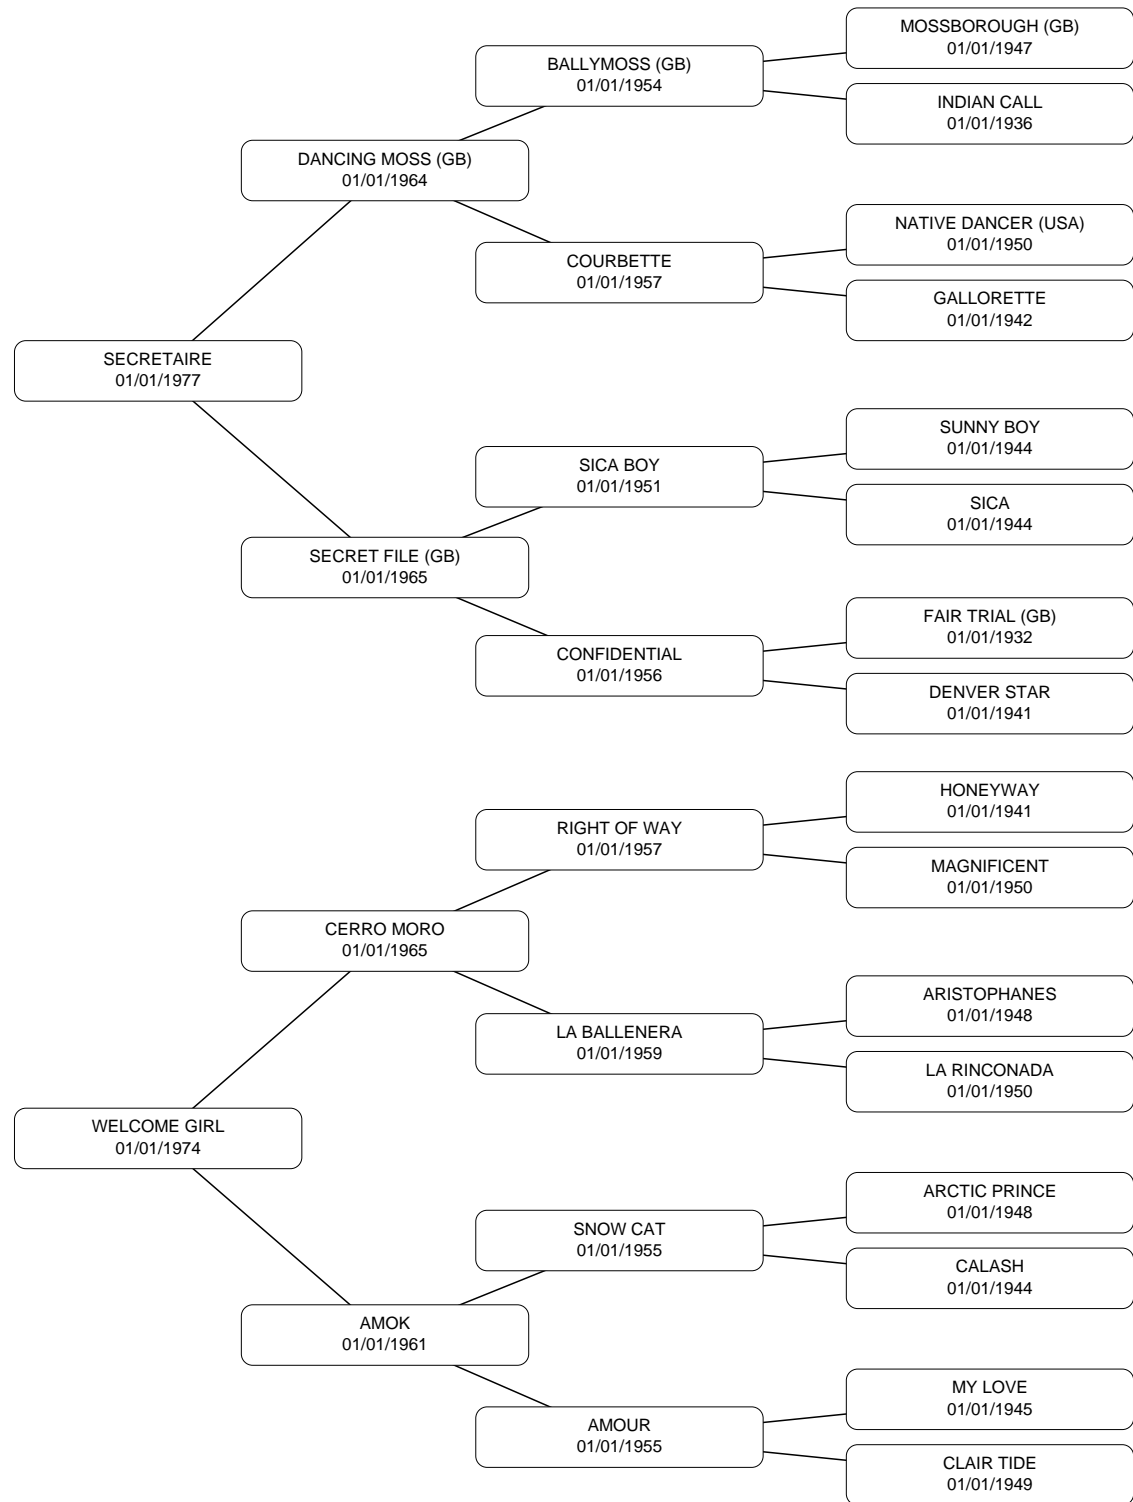 MOSSBOROUGH (GB)
01/01/1947
BALLYMOSS (GB)
01/01/1954
INDIAN CALL
01/01/1936
DANCING MOSS (GB)
01/01/1964
NATIVE DANCER (USA)
01/01/1950
COURBETTE
01/01/1957
GALLORETTE
01/01/1942
SECRETAIRE
01/01/1977
SUNNY BOY
01/01/1944
SICA BOY
01/01/1951
SICA
01/01/1944
SECRET FILE (GB)
01/01/1965
FAIR TRIAL (GB)
01/01/1932
CONFIDENTIAL
01/01/1956
DENVER STAR
01/01/1941
HONEYWAY
01/01/1941
RIGHT OF WAY
01/01/1957
MAGNIFICENT
01/01/1950
CERRO MORO
01/01/1965
ARISTOPHANES
01/01/1948
LA BALLENERA
01/01/1959
LA RINCONADA
01/01/1950
WELCOME GIRL
01/01/1974
ARCTIC PRINCE
01/01/1948
SNOW CAT
01/01/1955
CALASH
01/01/1944
AMOK
01/01/1961
MY LOVE
01/01/1945
AMOUR
01/01/1955
CLAIR TIDE
01/01/1949